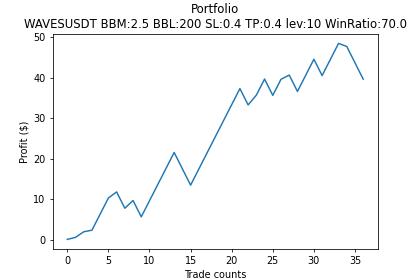 Portfolio
WAVESUSDT BBM:2.5 BBL:200 SL:0.4 TP:0.4 lev:10 WinRatio:70.0
50
40
30
20
10
0
Profit ($)
0 5 10 15 20 25 30 35
Trade counts